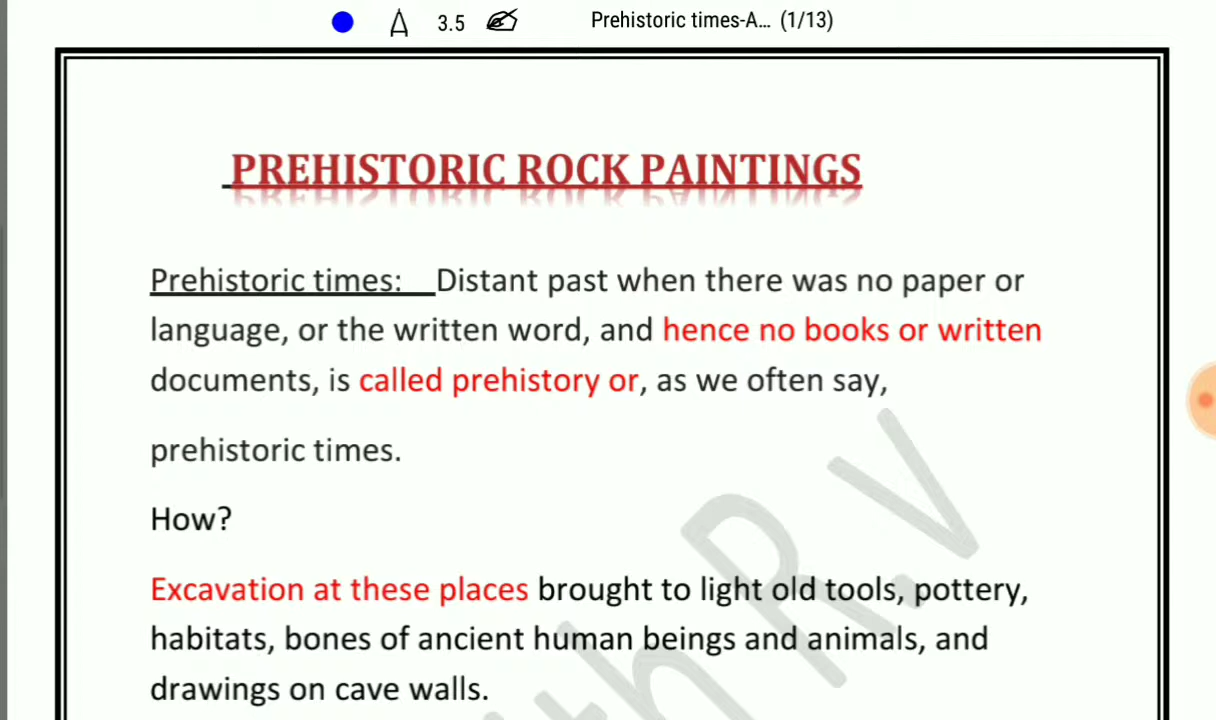 3.5 Prehistoric times-A... (1/13)
PREHISTORIC ROCK PAINTINGS
Prehistoric times: Distant past when there was no paper or
language, or the written word, and hence no books or written
documents, is called prehistory or, as we often say,
prehistoric times.
How?
Excavation at these places brought to light old tools, pottery,
habitats, bones of ancient human beings and animals, and
drawings on cave walls.
th R.v